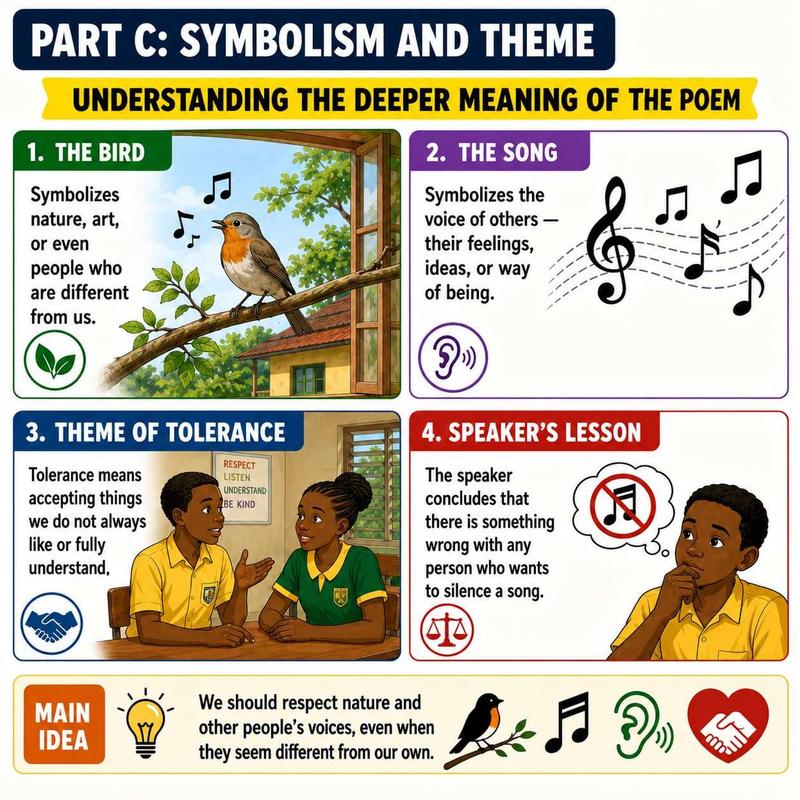 PART C: SYMBOLISM AND THEME
UNDERSTANDING THE DEEPER MEANING OF THE POEM
1. THE BIRD
Symbolizes
nature, art,
or even
people who
are different
from us.
2. THE SONG
Symbolizes the
voice of others —
their feelings,
ideas, or way
of being.
3. THEME OF TOLERANCE
Tolerance means
accepting things
we do not always
like or fully
understand,
RESPECT
LISTEN
UNDERSTAND
BE KIND
4. SPEAKER'S LESSON
The speaker
concludes that
there is something
wrong with any
person who wants
to silence a song.
MAIN
IDEA
We should respect nature and
other people's voices, even when
they seem different from our own.